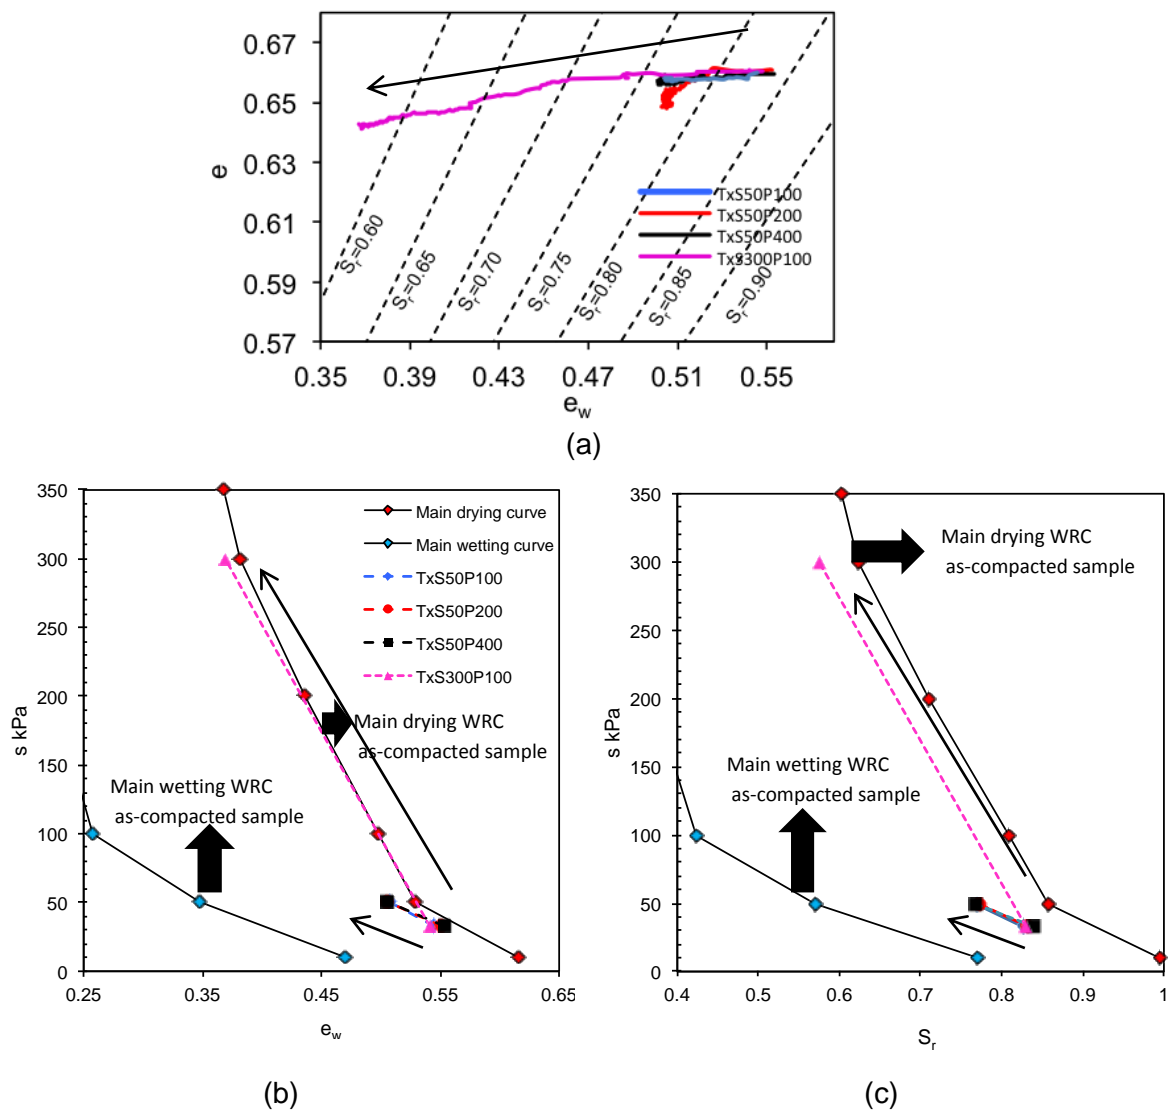 0.67
0.65
0.63
0.61
0.59
0.57
e
Sr=0.60
Sr=0.65
Sr=0.70
Sr=0.75
Sr=0.80
Sr=0.85
Sr=0.90
TxS50P100
TxS50P200
TxS50P400
TxS300P100
0.35 0.39 0.43 0.47 0.51 0.55
ew
(a)
350
300
250
200
150
100
50
0
s kPa
Main drying curve
Main wetting curve
TxS50P100
TxS50P200
TxS50P400
TxS300P100
Main drying WRC
as-compacted sample
Main wetting WRC
as-compacted sample
0.25 0.35 0.45 0.55 0.65
ew
(b)
350
300
250
200
150
100
50
0
s kPa
Main drying WRC
as-compacted sample
Main wetting WRC
as-compacted sample
0.4 0.5 0.6 0.7 0.8 0.9 1
Sr
(c)